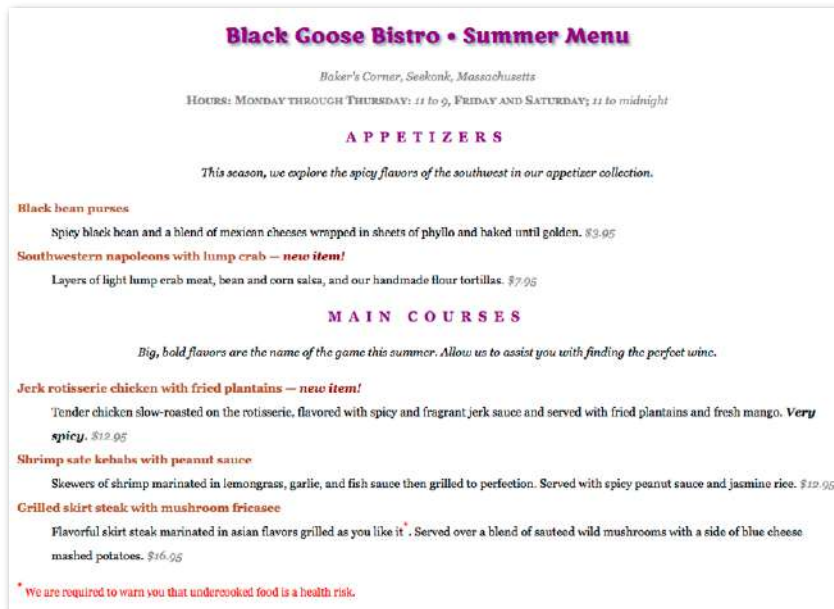 Black Goose Bistro • Summer Menu
Baker's Corner, Seekonk, Massachusetts
Hours: Monday through Thursday: 11 to 9, Friday and Saturday; 11 to midnight
APPETIZERS
This season, we explore the spicy flavors of the southwest in our appetizer collection.
Black bean purses
Spicy black bean and a blend of mexican cheeses wrapped in sheets of phyllo and baked until golden. $3.95
Southwestern napoleons with lump crab — new item!
Layers of light lump crab meat, bean and corn salsa, and our handmade flour tortillas. $7.95
MAIN COURSES
Big, bold flavors are the name of the game this summer. Allow us to assist you with finding the perfect wine.
Jerk rotisserie chicken with fried plantains — new item!
Tender chicken slow-roasted on the rotisserie, flavored with spicy and fragrant jerk sauce and served with fried plantains and fresh mango. Very
spicy. $12.95
Shrimp sate kebabs with peanut sauce
Skewers of shrimp marinated in lemongrass, garlic, and fish sauce then grilled to perfection. Served with spicy peanut sauce and jasmine rice. $12.95
Grilled skirt steak with mushroom fricasee
Flavorful skirt steak marinated in asian flavors grilled as you like it*. Served over a blend of sauteed wild mushrooms with a side of blue cheese
mashed potatoes. $16.95
* We are required to warn you that undercooked food is a health risk.